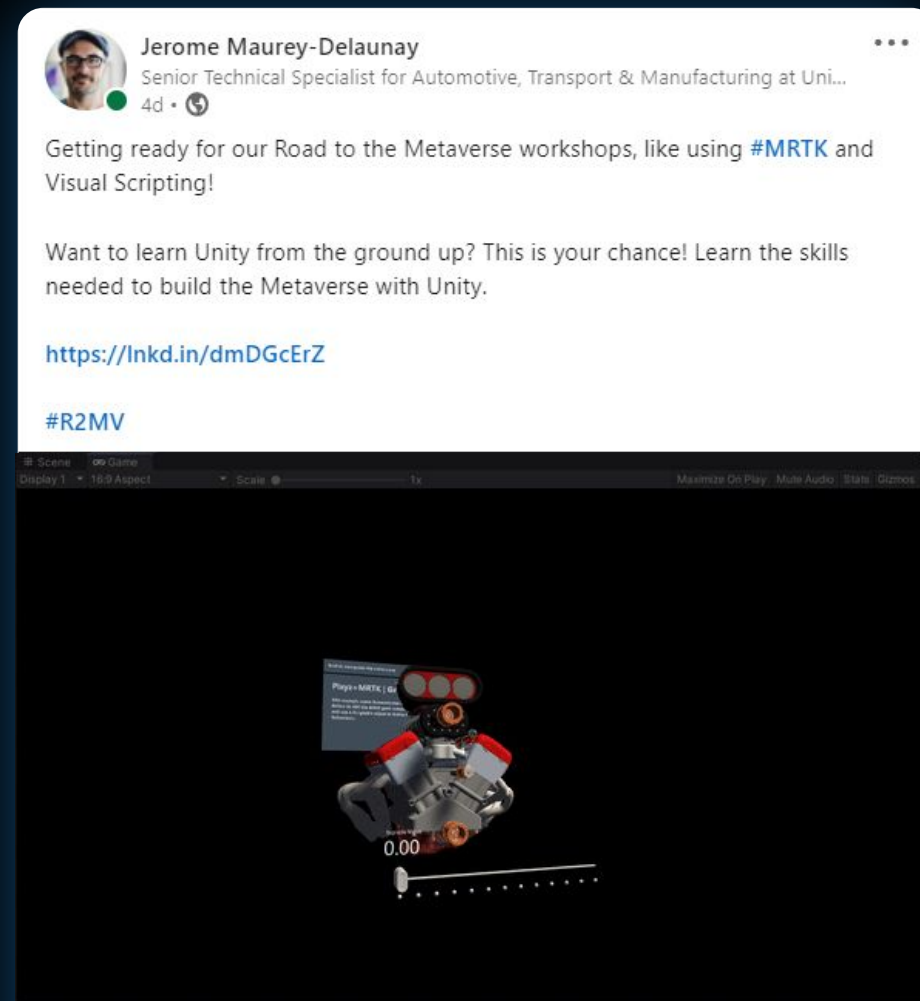 Jerome Maurey-Delaunay
Senior Technical Specialist for Automotive, Transport & Manufacturing at Uni...
4d •
Getting ready for our Road to the Metaverse workshops, like using #MRTK and
Visual Scripting!
Want to learn Unity from the ground up? This is your chance! Learn the skills
needed to build the Metaverse with Unity.
https://lnkd.in/dmDGcErZ
#R2MV
Scene Game
Display 1 16:9 Aspect Scale 1x Maximize On Play Mute Audio Stats Gizmos
MRTK
0.00